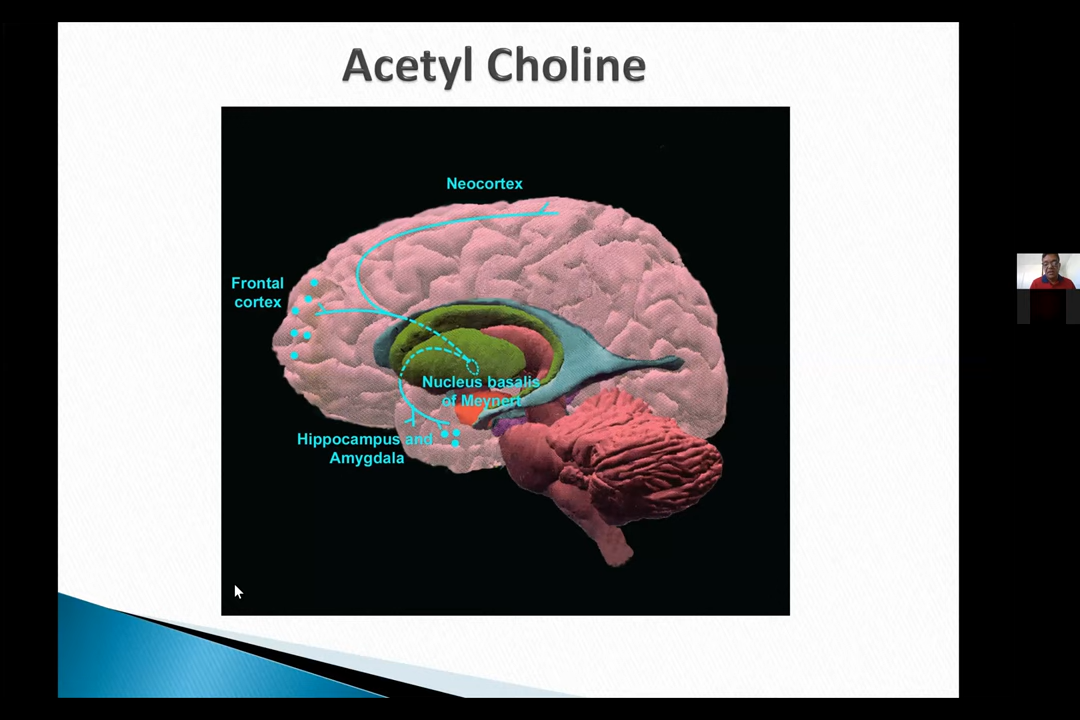 Acetyl Choline
Neocortex
Frontal
cortex
Nucleus basalis
of Meynert
Hippocampus and
Amygdala